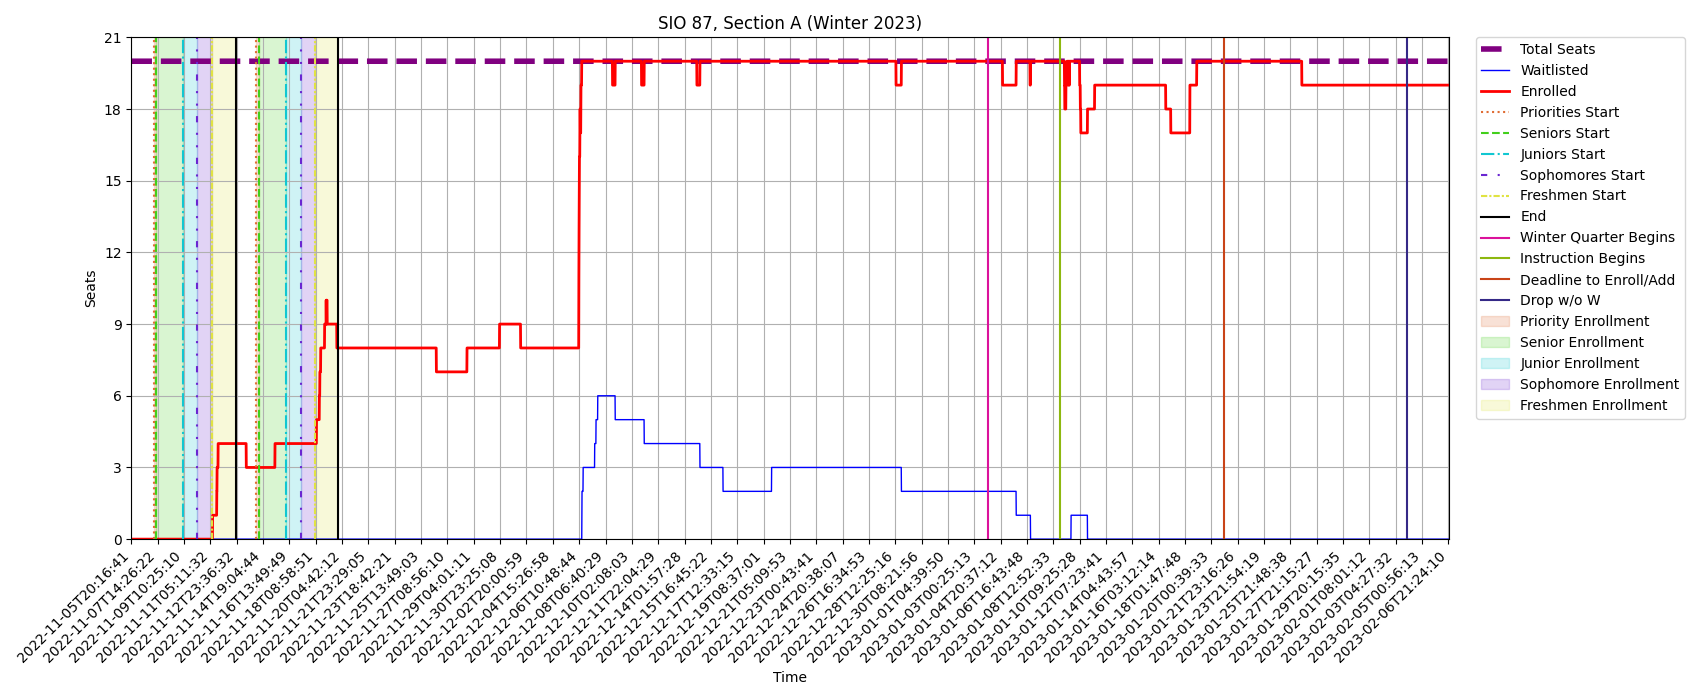 SIO 87, Section A (Winter 2023)
21
18
15
12
9
6
3
0
Seats
2022-11-05T20:16:41
2022-11-07T14:26:22
2022-11-09T10:25:10
2022-11-11T05:11:32
2022-11-12T23:36:32
2022-11-14T19:04:44
2022-11-16T13:49:49
2022-11-18T08:58:51
2022-11-20T04:42:12
2022-11-21T23:29:05
2022-11-23T18:42:21
2022-11-25T13:49:03
2022-11-27T08:56:10
2022-11-29T04:01:11
2022-11-30T23:25:08
2022-12-02T20:00:59
2022-12-04T15:26:58
2022-12-06T10:48:44
2022-12-08T06:40:29
2022-12-10T02:08:03
2022-12-11T22:04:29
2022-12-14T01:57:28
2022-12-15T16:45:22
2022-12-17T12:33:15
2022-12-19T08:37:01
2022-12-21T05:09:53
2022-12-23T00:43:41
2022-12-24T20:38:07
2022-12-26T16:34:53
2022-12-28T12:25:16
2022-12-30T08:21:56
2023-01-01T04:39:50
2023-01-03T00:25:13
2023-01-04T20:37:12
2023-01-06T16:43:48
2023-01-08T12:52:33
2023-01-10T09:25:28
2023-01-12T07:23:41
2023-01-14T04:43:57
2023-01-16T03:12:14
2023-01-18T01:47:48
2023-01-20T00:39:33
2023-01-21T23:16:26
2023-01-23T21:54:19
2023-01-25T21:48:38
2023-01-27T21:15:27
2023-01-29T20:15:35
2023-02-01T08:01:12
2023-02-03T04:27:32
2023-02-05T00:56:13
2023-02-06T21:24:10
Time
Total Seats
Waitlisted
Enrolled
Priorities Start
Seniors Start
Juniors Start
Sophomores Start
Freshmen Start
End
Winter Quarter Begins
Instruction Begins
Deadline to Enroll/Add
Drop w/o W
Priority Enrollment
Senior Enrollment
Junior Enrollment
Sophomore Enrollment
Freshmen Enrollment